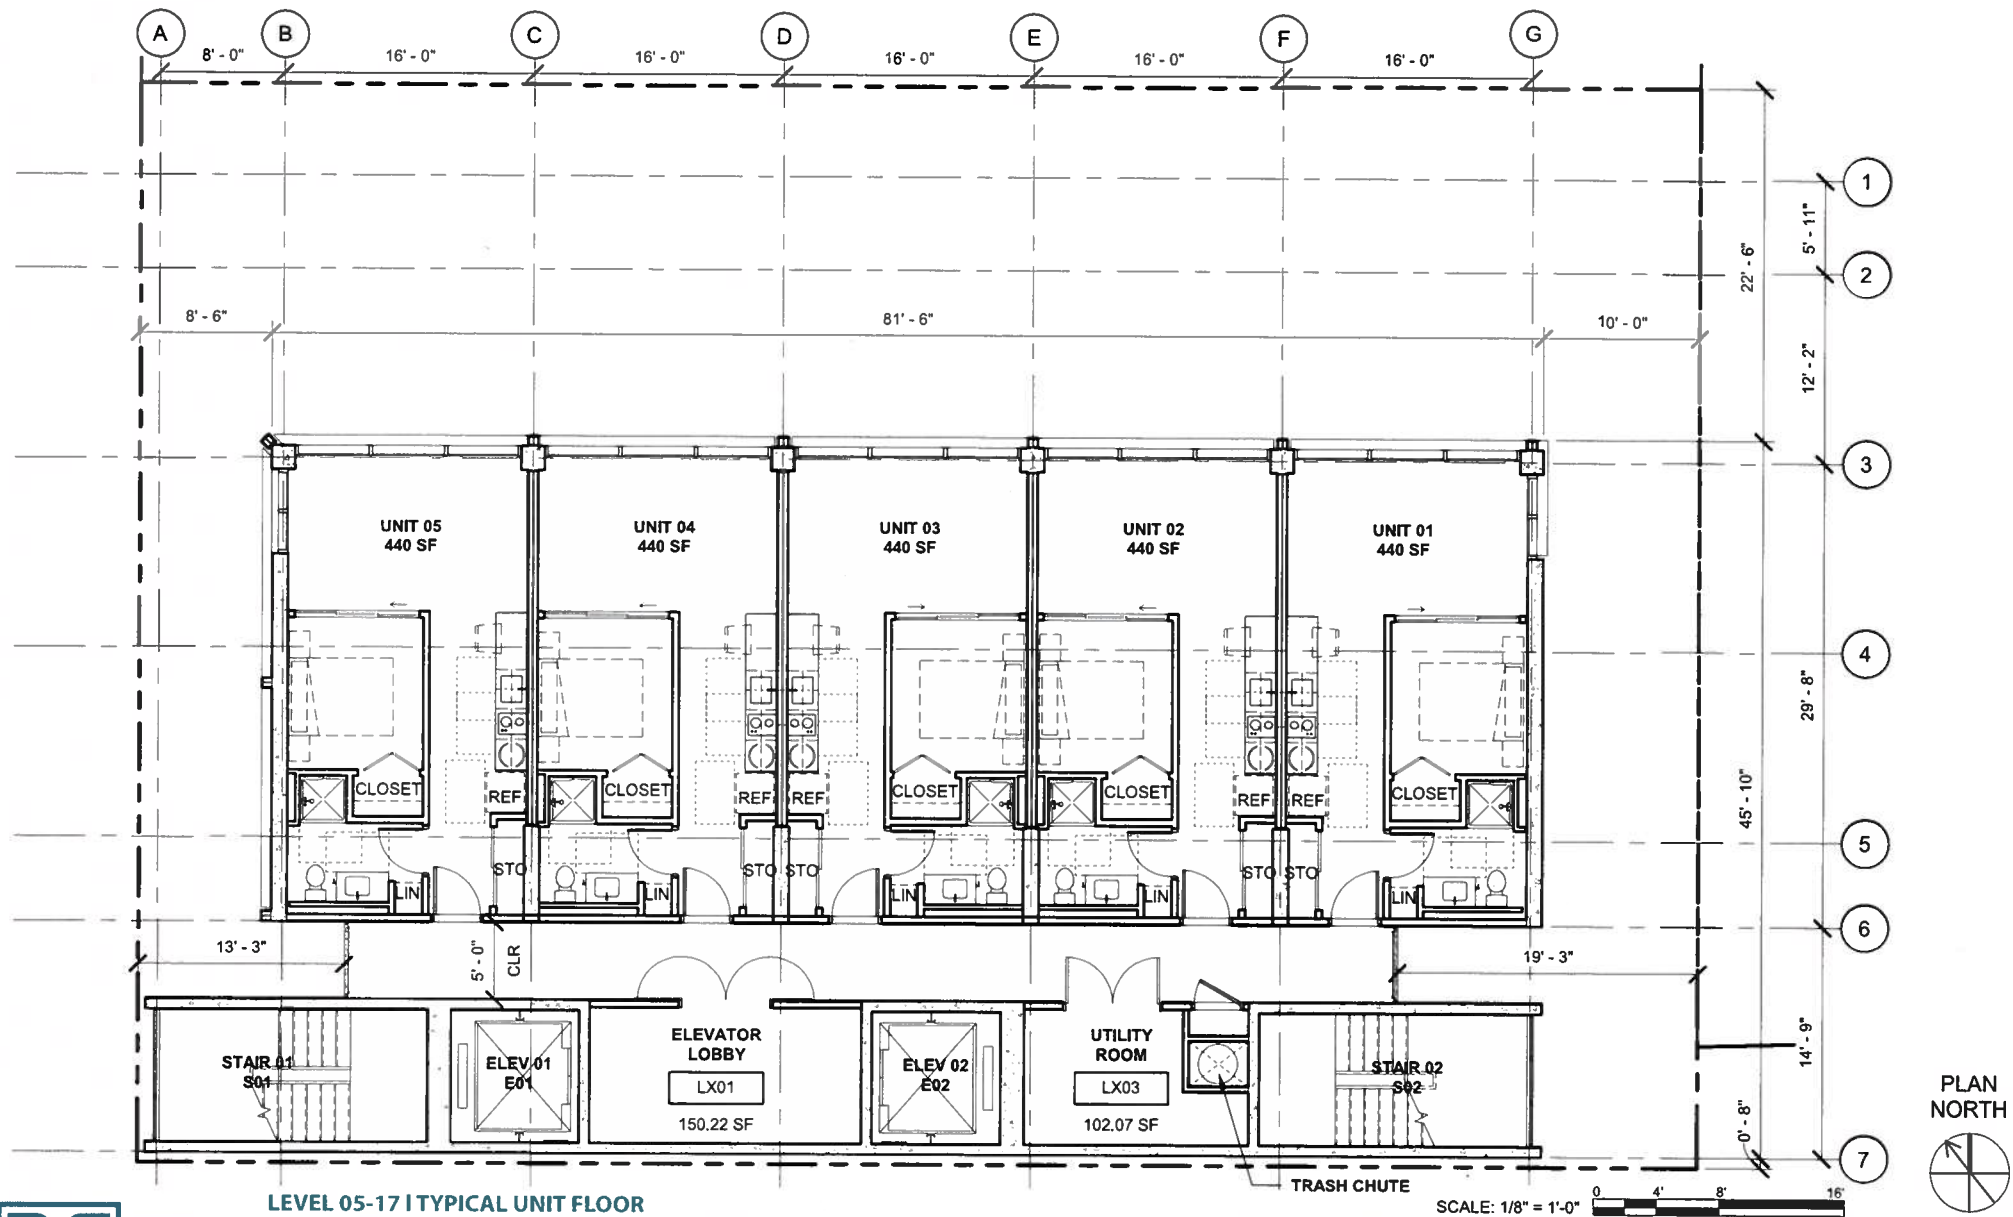 A B C D E F G
8' - 0" 16' - 0" 16' - 0" 16' - 0" 16' - 0" 16' - 0"
1
5' - 11"
2
22' - 6"
8' - 6" 81' - 6" 10' - 0"
12' - 2"
3
UNIT 05 UNIT 04 UNIT 03 UNIT 02 UNIT 01
440 SF 440 SF 440 SF 440 SF 440 SF
4
29' - 8"
CLOSET CLOSET CLOSET CLOSET CLOSET
REF REF REF REF REF
45' - 10"
5
STO STO STO STO STO
LIN LIN LIN LIN LIN
6
13' - 3" 5' - 0" CLR 19' - 3"
STAIR 01
S01
ELEV 01
E01
ELEVATOR
LOBBY
LX01
150.22 SF
ELEV 02
E02
UTILITY
ROOM
LX03
102.07 SF
STAIR 02
S02
14' - 9"
0' - 8"
7
PLAN
NORTH
TRASH CHUTE
LEVEL 05-17 | TYPICAL UNIT FLOOR
SCALE: 1/8" = 1'-0"
0 4' 8' 16'